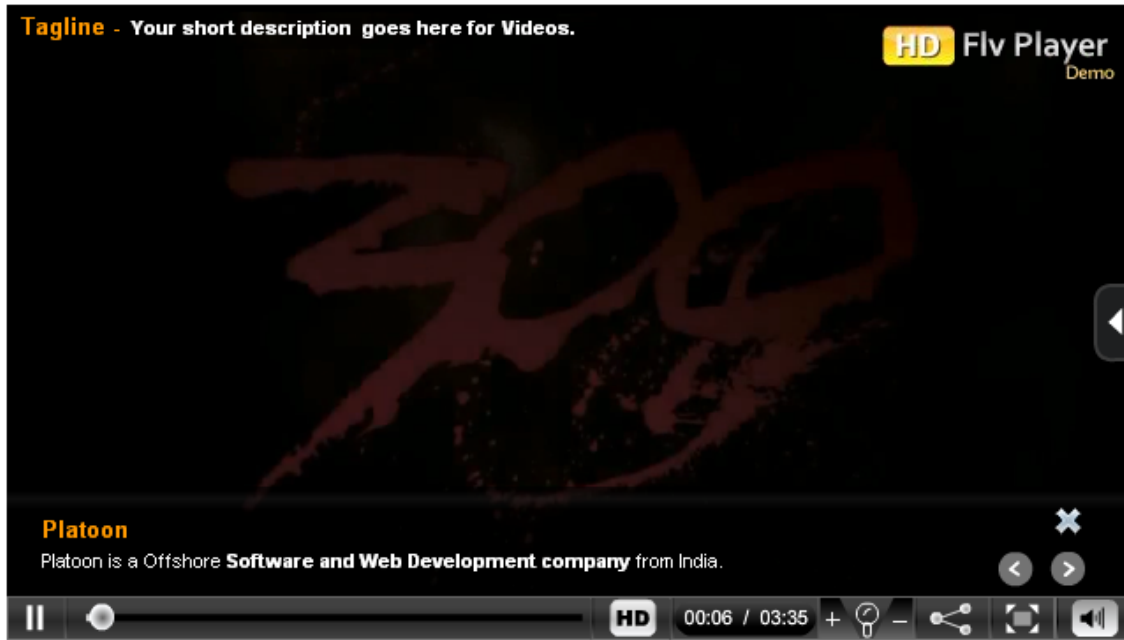 Tagline - Your short description goes here for Videos.
HD Flv Player
Demo
300
Platoon
Platoon is a Offshore Software and Web Development company from India.
HD 00:06 / 03:35 + −